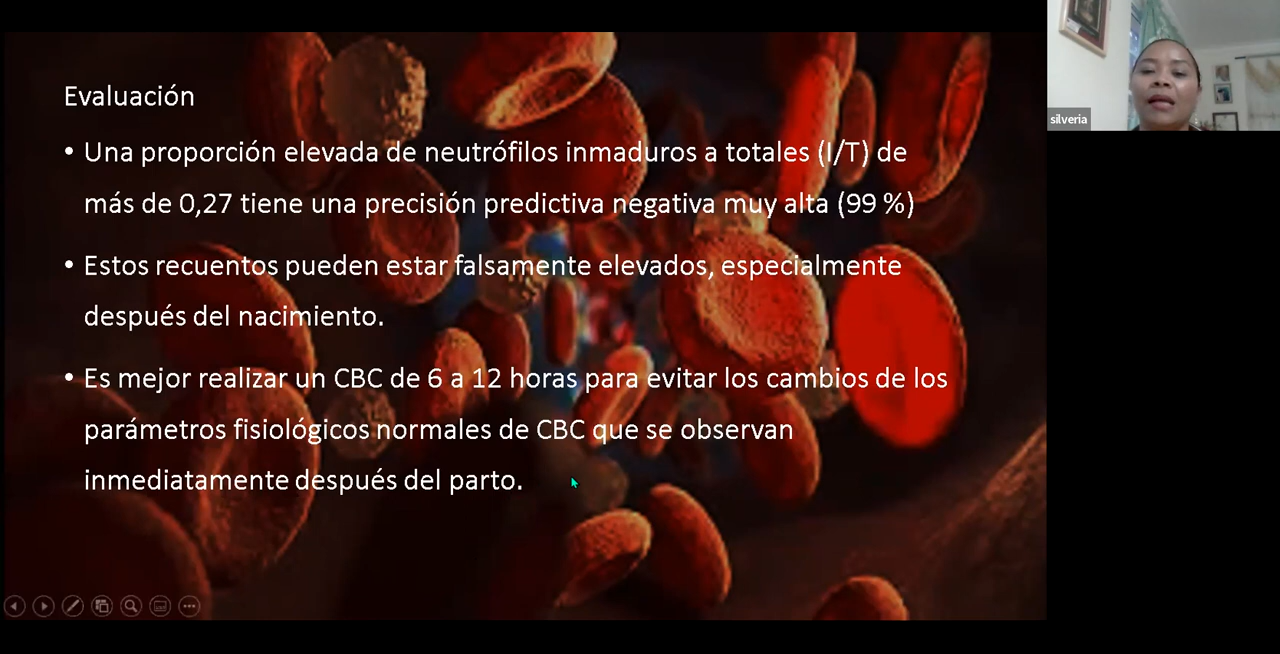 Evaluación
• Una proporción elevada de neutrófilos inmaduros a totales (I/T) de
más de 0,27 tiene una precisión predictiva negativa muy alta (99 %)
• Estos recuentos pueden estar falsamente elevados, especialmente
después del nacimiento.
• Es mejor realizar un CBC de 6 a 12 horas para evitar los cambios de los
parámetros fisiológicos normales de CBC que se observan
inmediatamente después del parto.
silveria